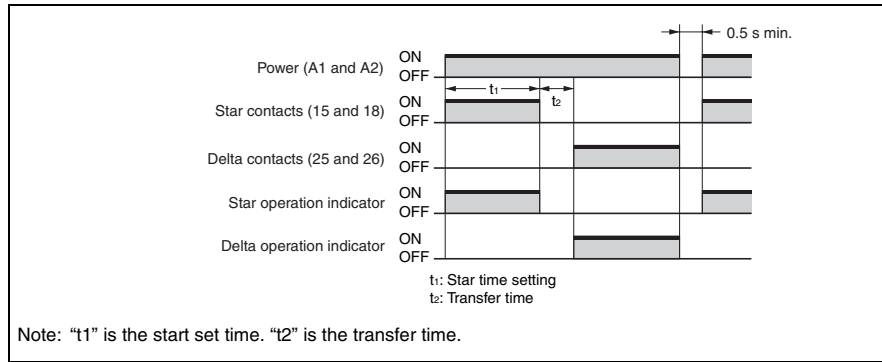 0.5 s min.
Power (A1 and A2) ON
OFF
t1 t2
Star contacts (15 and 18) ON
OFF
Delta contacts (25 and 26) ON
OFF
Star operation indicator ON
OFF
Delta operation indicator ON
OFF
t1: Star time setting
t2: Transfer time
Note: “t1” is the start set time. “t2” is the transfer time.